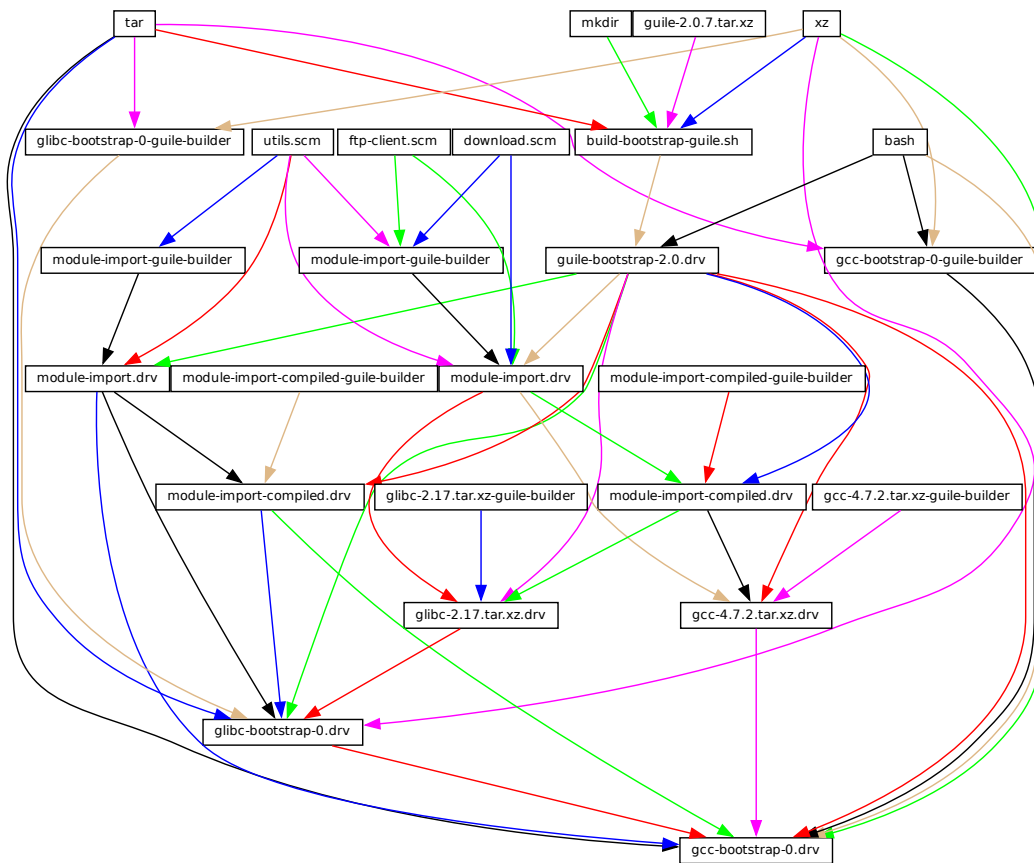 tar
mkdir
guile-2.0.7.tar.xz
xz
glibc-bootstrap-0-guile-builder
utils.scm
ftp-client.scm
download.scm
build-bootstrap-guile.sh
bash
module-import-guile-builder
module-import-guile-builder
guile-bootstrap-2.0.drv
gcc-bootstrap-0-guile-builder
module-import.drv
module-import-compiled-guile-builder
module-import.drv
module-import-compiled-guile-builder
module-import-compiled.drv
glibc-2.17.tar.xz-guile-builder
module-import-compiled.drv
gcc-4.7.2.tar.xz-guile-builder
glibc-2.17.tar.xz.drv
gcc-4.7.2.tar.xz.drv
glibc-bootstrap-0.drv
gcc-bootstrap-0.drv